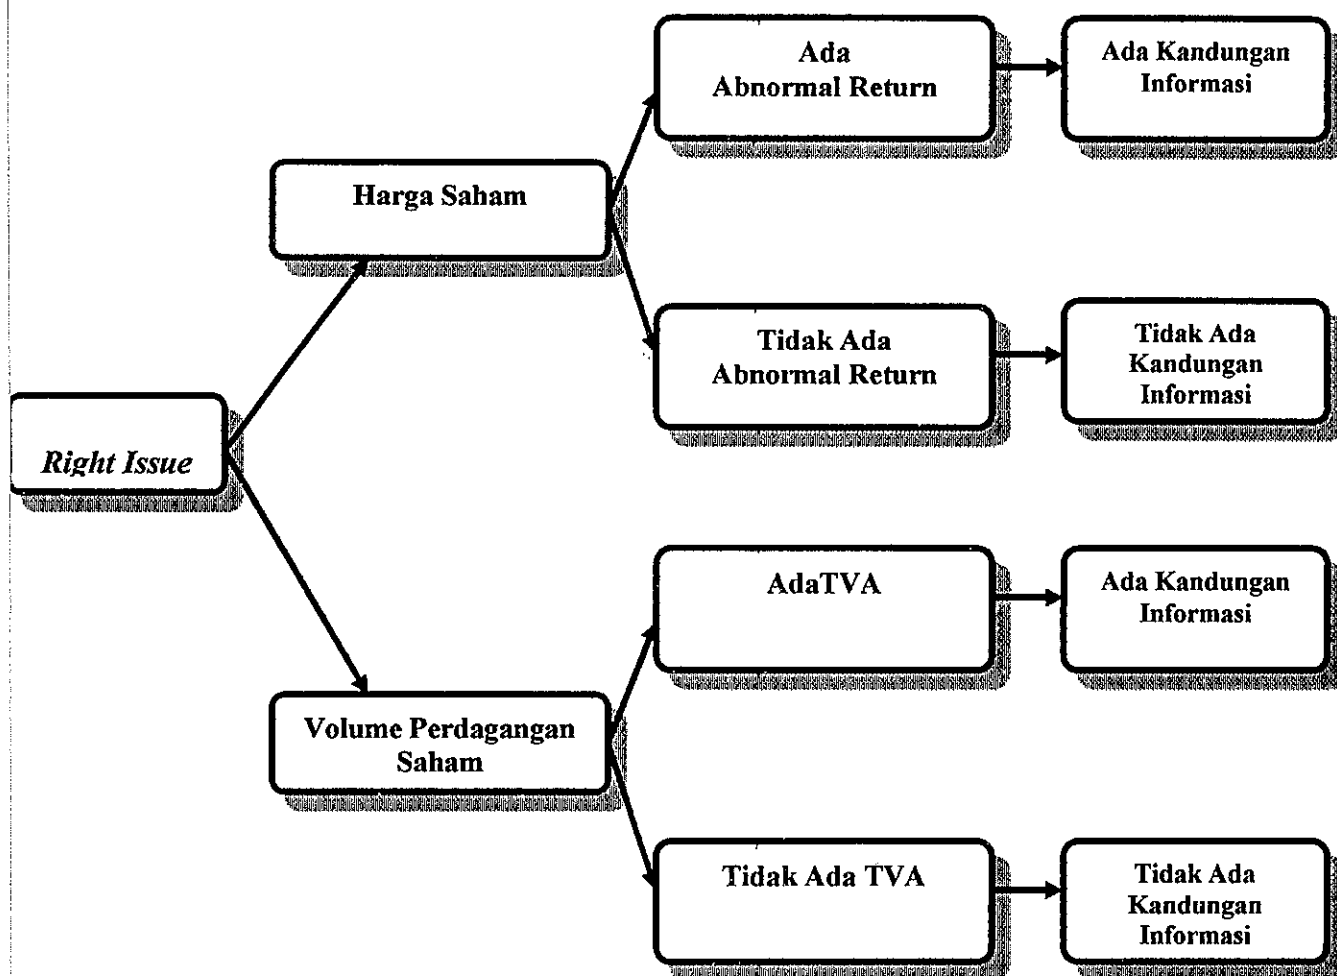 Ada
Abnormal Return
Ada Kandungan
Informasi
Harga Saham
Tidak Ada
Abnormal Return
Tidak Ada
Kandungan
Informasi
Right Issue
AdaTVA
Ada Kandungan
Informasi
Volume Perdagangan
Saham
Tidak Ada TVA
Tidak Ada
Kandungan
Informasi